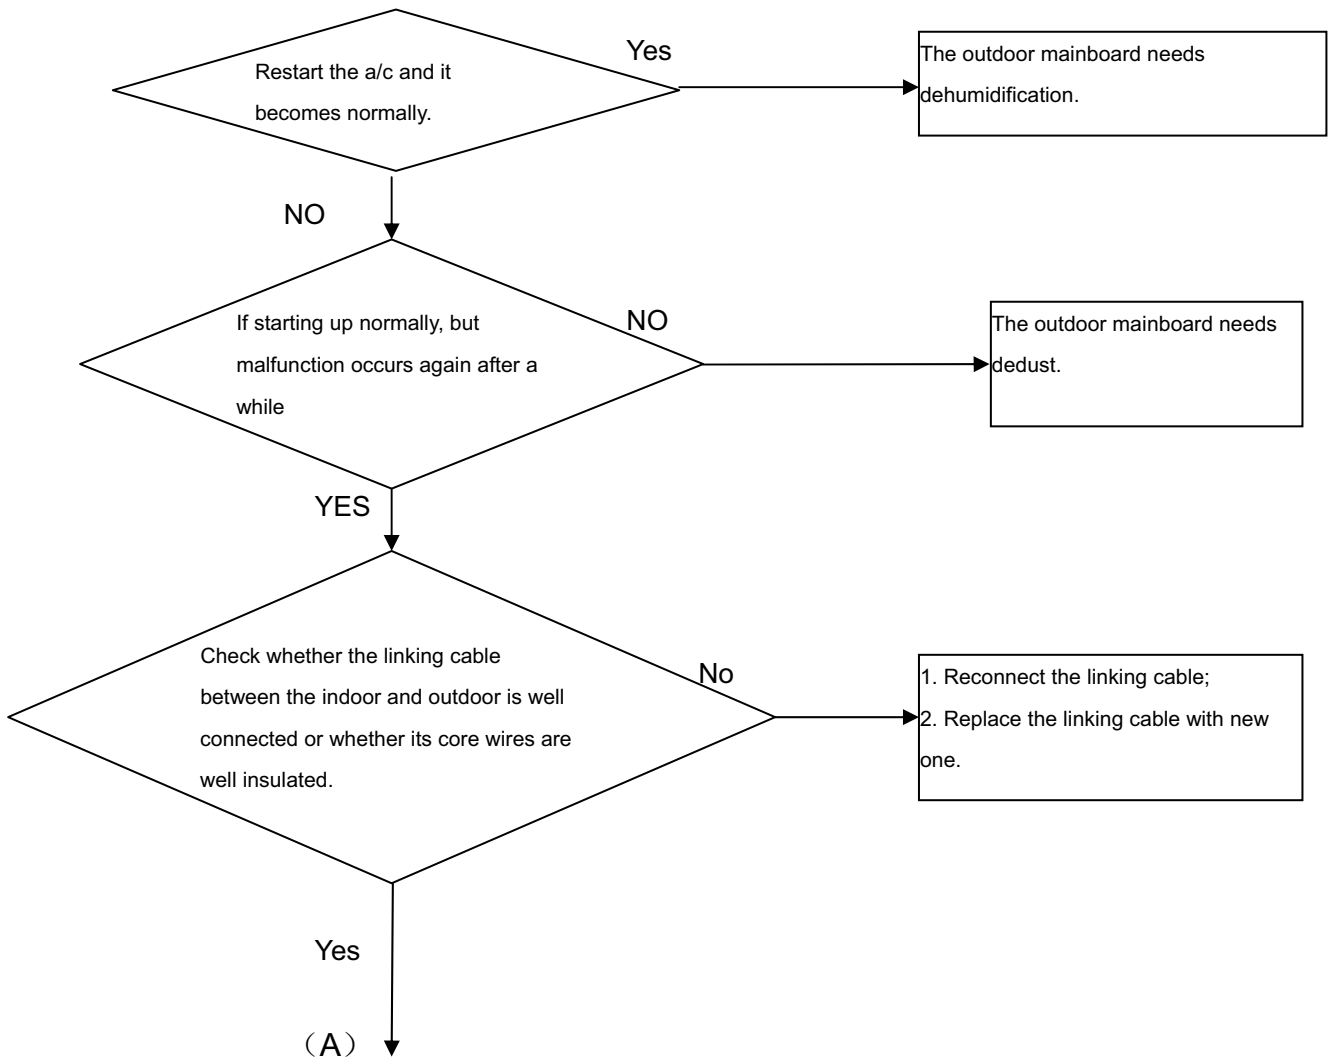 Restart the a/c and it
becomes normally.
Yes
The outdoor mainboard needs
dehumidification.
NO
If starting up normally, but
malfunction occurs again after a
while
NO
The outdoor mainboard needs
dedust.
YES
Check whether the linking cable
between the indoor and outdoor is well
connected or whether its core wires are
well insulated.
No
1. Reconnect the linking cable;
2. Replace the linking cable with new
one.
Yes
（A）